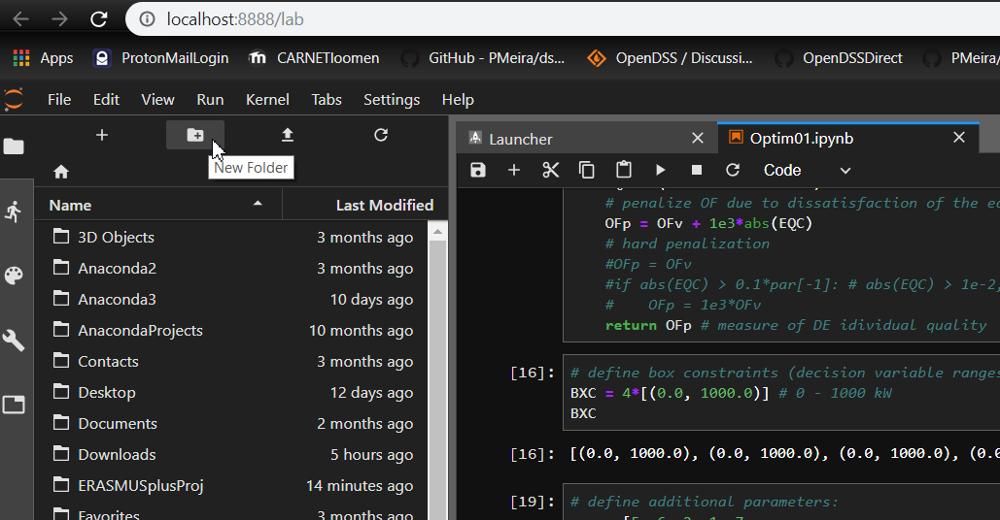 localhost:8888/lab
Apps ProtonMailLogin CARNETloomen GitHub - PMeira/ds... OpenDSS / Discussi... OpenDSSDirect PMeira/
File Edit View Run Kernel Tabs Settings Help
Launcher Optim01.ipynb
New Folder
Code
Name Last Modified
3D Objects 3 months ago
Anaconda2 3 months ago
Anaconda3 10 days ago
AnacondaProjects 10 months ago
Contacts 3 months ago
Desktop 12 days ago
Documents 2 months ago
Downloads 5 hours ago
ERASMUSplusProj 14 minutes ago
Favorites 3 months ago
# penalize OF due to dissatisfaction of the
OFp = OFv + 1e3*abs(EQC)
# hard penalization
#OFp = OFv
#if abs(EQC) > 0.1*par[-1]: # abs(EQC) > 1e-2,
# OFp = 1e3*OFv
return OFp # measure of DE idividual quality
[16]: # define box constraints (decision variable ranges
BXC = 4*[(0.0, 1000.0)] # 0 - 1000 kW
BXC
[16]: [(0.0, 1000.0), (0.0, 1000.0), (0.0, 1000.0), (0.0
[19]: # define additional parameters: